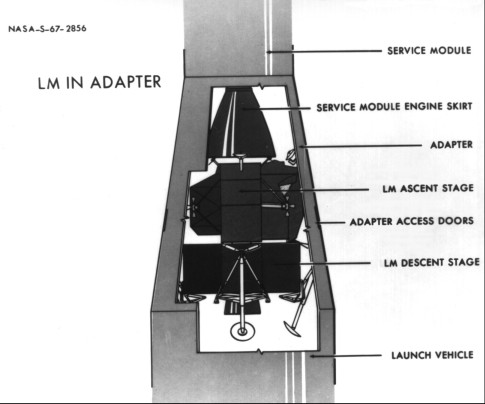 NASA-S-67-2856
LM IN ADAPTER
SERVICE MODULE
SERVICE MODULE ENGINE SKIRT
ADAPTER
LM ASCENT STAGE
ADAPTER ACCESS DOORS
LM DESCENT STAGE
LAUNCH VEHICLE